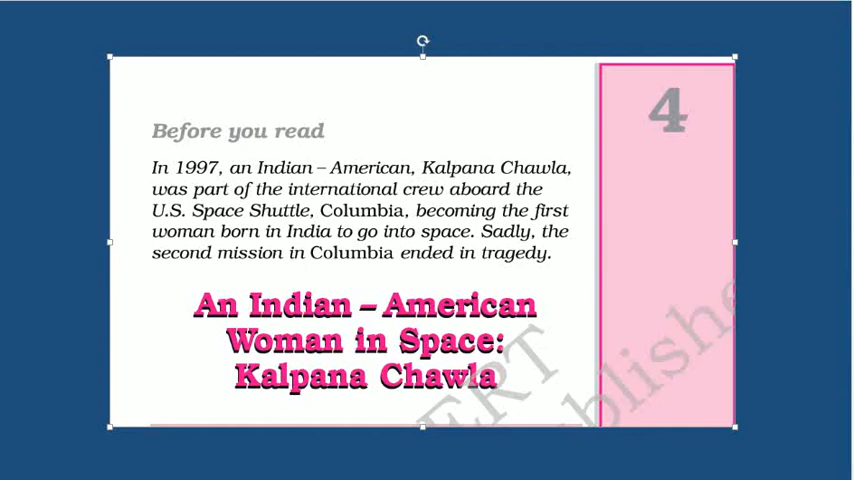 4
Before you read
In 1997, an Indian – American, Kalpana Chawla,
was part of the international crew aboard the
U.S. Space Shuttle, Columbia, becoming the first
woman born in India to go into space. Sadly, the
second mission in Columbia ended in tragedy.
An Indian – American
Woman in Space:
Kalpana Chawla